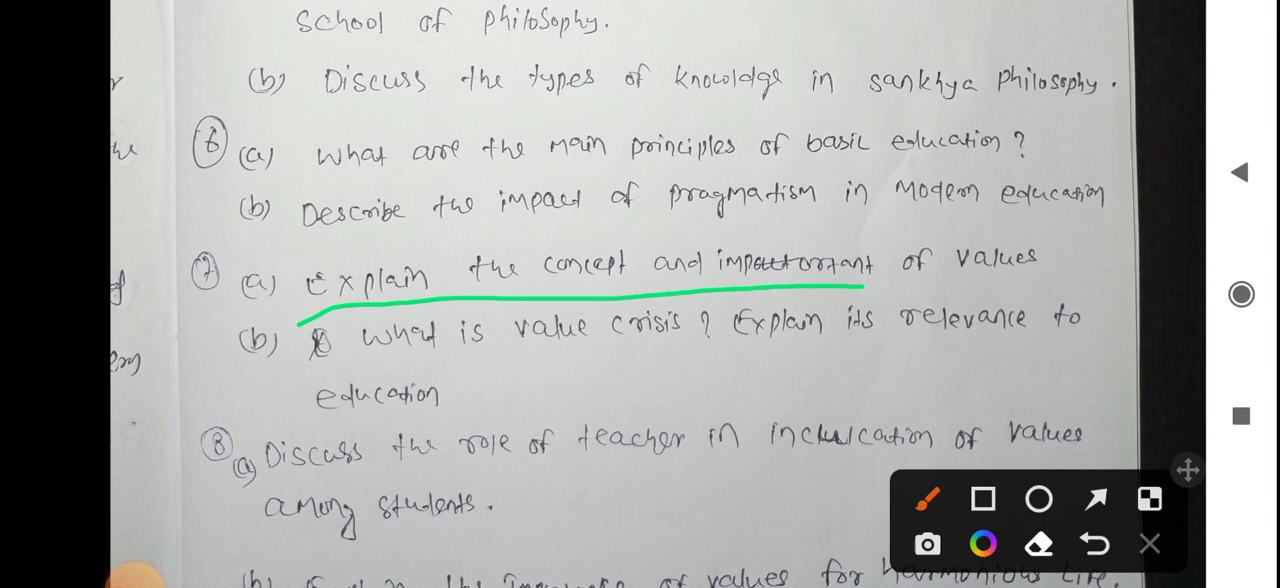 School of philosophy.
(b) Discuss the types of knowoldge in sankhya philosophy.
6 (a) What are the main principles of basic education?
(b) Describe the impact of pragmatism in modern education
7 (a) Explain the concept and important of values
(b) What is value crisis? Explain its relevance to
education
8 (a) Discuss the role of teacher in inculcation of values
among students.
(b) of values for harmonious life.